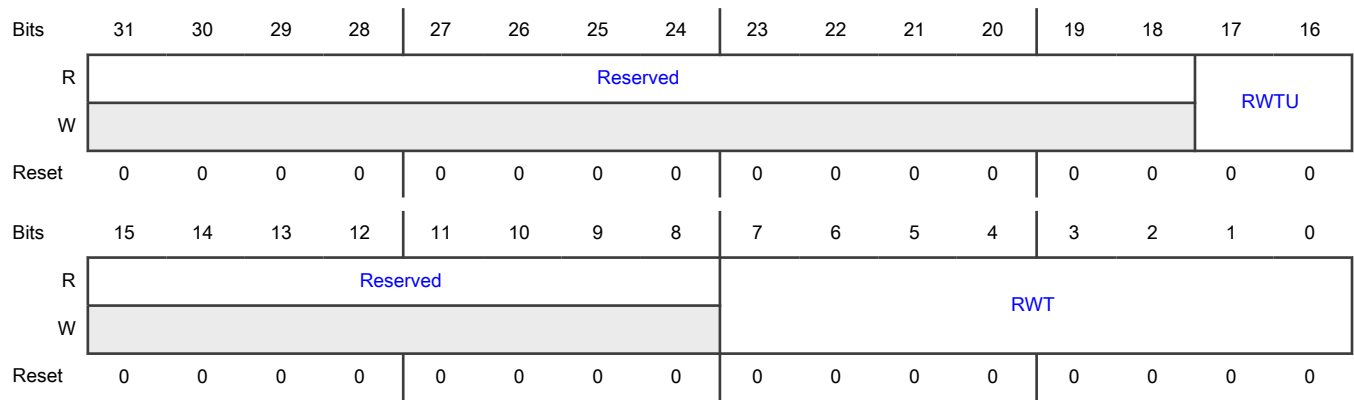 Bits 31 30 29 28 27 26 25 24 23 22 21 20 19 18 17 16
R Reserved RWTU
W
Reset 0 0 0 0 0 0 0 0 0 0 0 0 0 0 0 0
Bits 15 14 13 12 11 10 9 8 7 6 5 4 3 2 1 0
R Reserved RWT
W
Reset 0 0 0 0 0 0 0 0 0 0 0 0 0 0 0 0